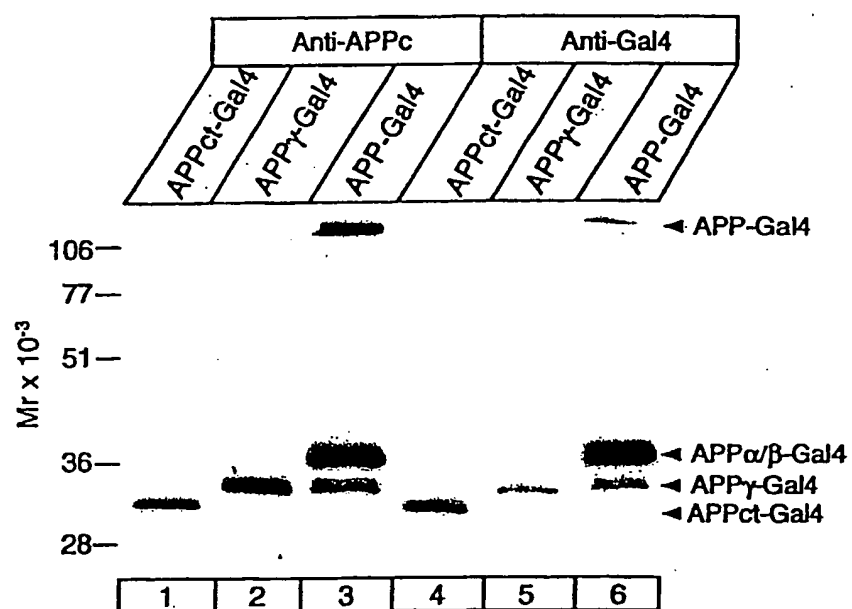 Anti-APPc
Anti-Gal4
APPct-Gal4
APPγ-Gal4
APP-Gal4
APPct-Gal4
APPγ-Gal4
APP-Gal4
Mr x 10⁻³
106
77
51
36
28
APP-Gal4
APPα/β-Gal4
APPγ-Gal4
APPct-Gal4
1 2 3 4 5 6